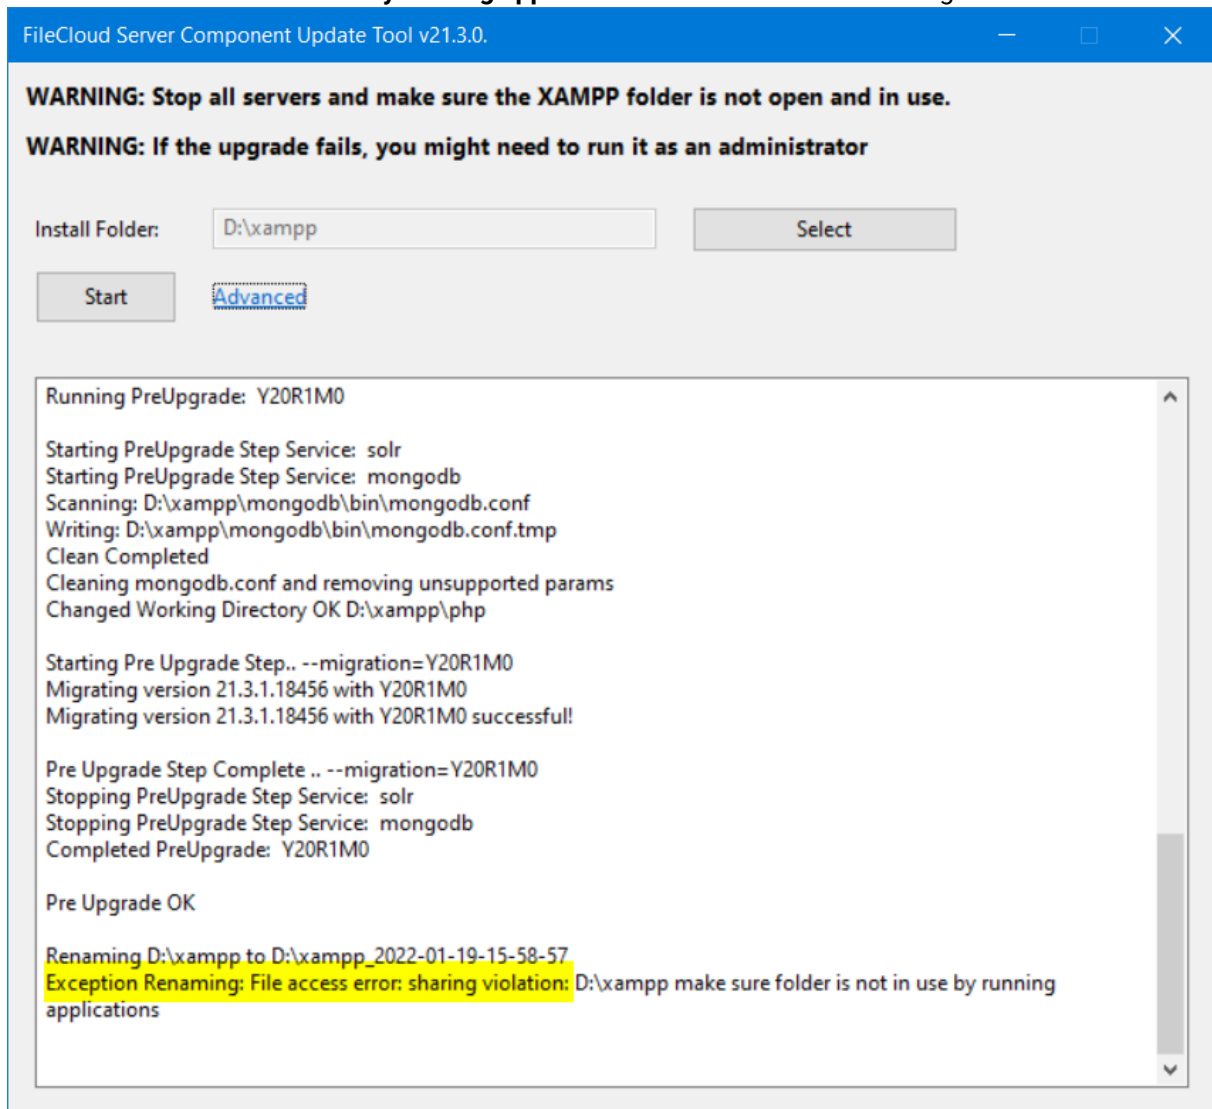 FileCloud Server Component Update Tool v21.3.0.
WARNING: Stop all servers and make sure the XAMPP folder is not open and in use.
WARNING: If the upgrade fails, you might need to run it as an administrator
Install Folder:
D:\xampp
Select
Start
Advanced
Running PreUpgrade:  Y20R1M0
Starting PreUpgrade Step Service:  solr
Starting PreUpgrade Step Service:  mongodb
Scanning: D:\xampp\mongodb\bin\mongodb.conf
Writing: D:\xampp\mongodb\bin\mongodb.conf.tmp
Clean Completed
Cleaning mongodb.conf and removing unsupported params
Changed Working Directory OK D:\xampp\php
Starting Pre Upgrade Step.. --migration=Y20R1M0
Migrating version 21.3.1.18456 with Y20R1M0
Migrating version 21.3.1.18456 with Y20R1M0 successful!
Pre Upgrade Step Complete .. --migration=Y20R1M0
Stopping PreUpgrade Step Service:  solr
Stopping PreUpgrade Step Service:  mongodb
Completed PreUpgrade:  Y20R1M0
Pre Upgrade OK
Renaming D:\xampp to D:\xampp_2022-01-19-15-58-57
Exception Renaming: File access error: sharing violation: D:\xampp make sure folder is not in use by running
applications